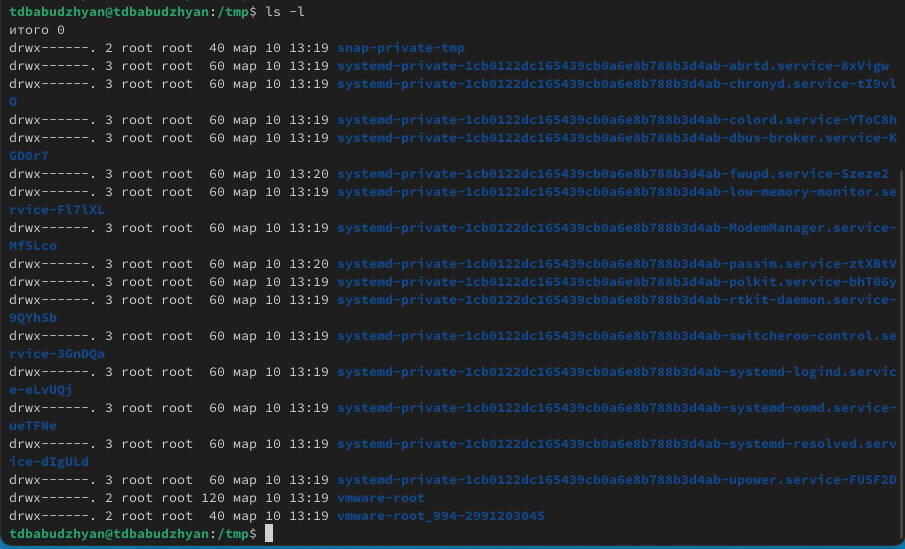 tdbabudzhyan@tdbabudzhyan:/tmp$ ls -l
итого 0
drwx------. 2 root root  40 мар 10 13:19 snap-private-tmp
drwx------. 3 root root  60 мар 10 13:19 systemd-private-1cb0122dc165439cb0a6e8b788b3d4ab-abrtd.service-8xVigw
drwx------. 3 root root  60 мар 10 13:19 systemd-private-1cb0122dc165439cb0a6e8b788b3d4ab-chronyd.service-tI9vl
O
drwx------. 3 root root  60 мар 10 13:19 systemd-private-1cb0122dc165439cb0a6e8b788b3d4ab-colord.service-YToC8h
drwx------. 3 root root  60 мар 10 13:19 systemd-private-1cb0122dc165439cb0a6e8b788b3d4ab-dbus-broker.service-K
GD0r7
drwx------. 3 root root  60 мар 10 13:20 systemd-private-1cb0122dc165439cb0a6e8b788b3d4ab-fwupd.service-Szeze2
drwx------. 3 root root  60 мар 10 13:19 systemd-private-1cb0122dc165439cb0a6e8b788b3d4ab-low-memory-monitor.se
rvice-Fl7lXL
drwx------. 3 root root  60 мар 10 13:19 systemd-private-1cb0122dc165439cb0a6e8b788b3d4ab-ModemManager.service-
Mf5Lco
drwx------. 3 root root  60 мар 10 13:20 systemd-private-1cb0122dc165439cb0a6e8b788b3d4ab-passim.service-ztXBtV
drwx------. 3 root root  60 мар 10 13:19 systemd-private-1cb0122dc165439cb0a6e8b788b3d4ab-polkit.service-bhT06y
drwx------. 3 root root  60 мар 10 13:19 systemd-private-1cb0122dc165439cb0a6e8b788b3d4ab-rtkit-daemon.service-
9QYh5b
drwx------. 3 root root  60 мар 10 13:19 systemd-private-1cb0122dc165439cb0a6e8b788b3d4ab-switcheroo-control.se
rvice-3GnDQa
drwx------. 3 root root  60 мар 10 13:19 systemd-private-1cb0122dc165439cb0a6e8b788b3d4ab-systemd-logind.servic
e-eLvUQj
drwx------. 3 root root  60 мар 10 13:19 systemd-private-1cb0122dc165439cb0a6e8b788b3d4ab-systemd-oomd.service-
ueTFNe
drwx------. 3 root root  60 мар 10 13:19 systemd-private-1cb0122dc165439cb0a6e8b788b3d4ab-systemd-resolved.serv
ice-dIgULd
drwx------. 3 root root  60 мар 10 13:19 systemd-private-1cb0122dc165439cb0a6e8b788b3d4ab-upower.service-FU5F2D
drwx------. 2 root root 120 мар 10 13:19 vmware-root
drwx------. 2 root root  40 мар 10 13:19 vmware-root_994-2991203045
tdbabudzhyan@tdbabudzhyan:/tmp$